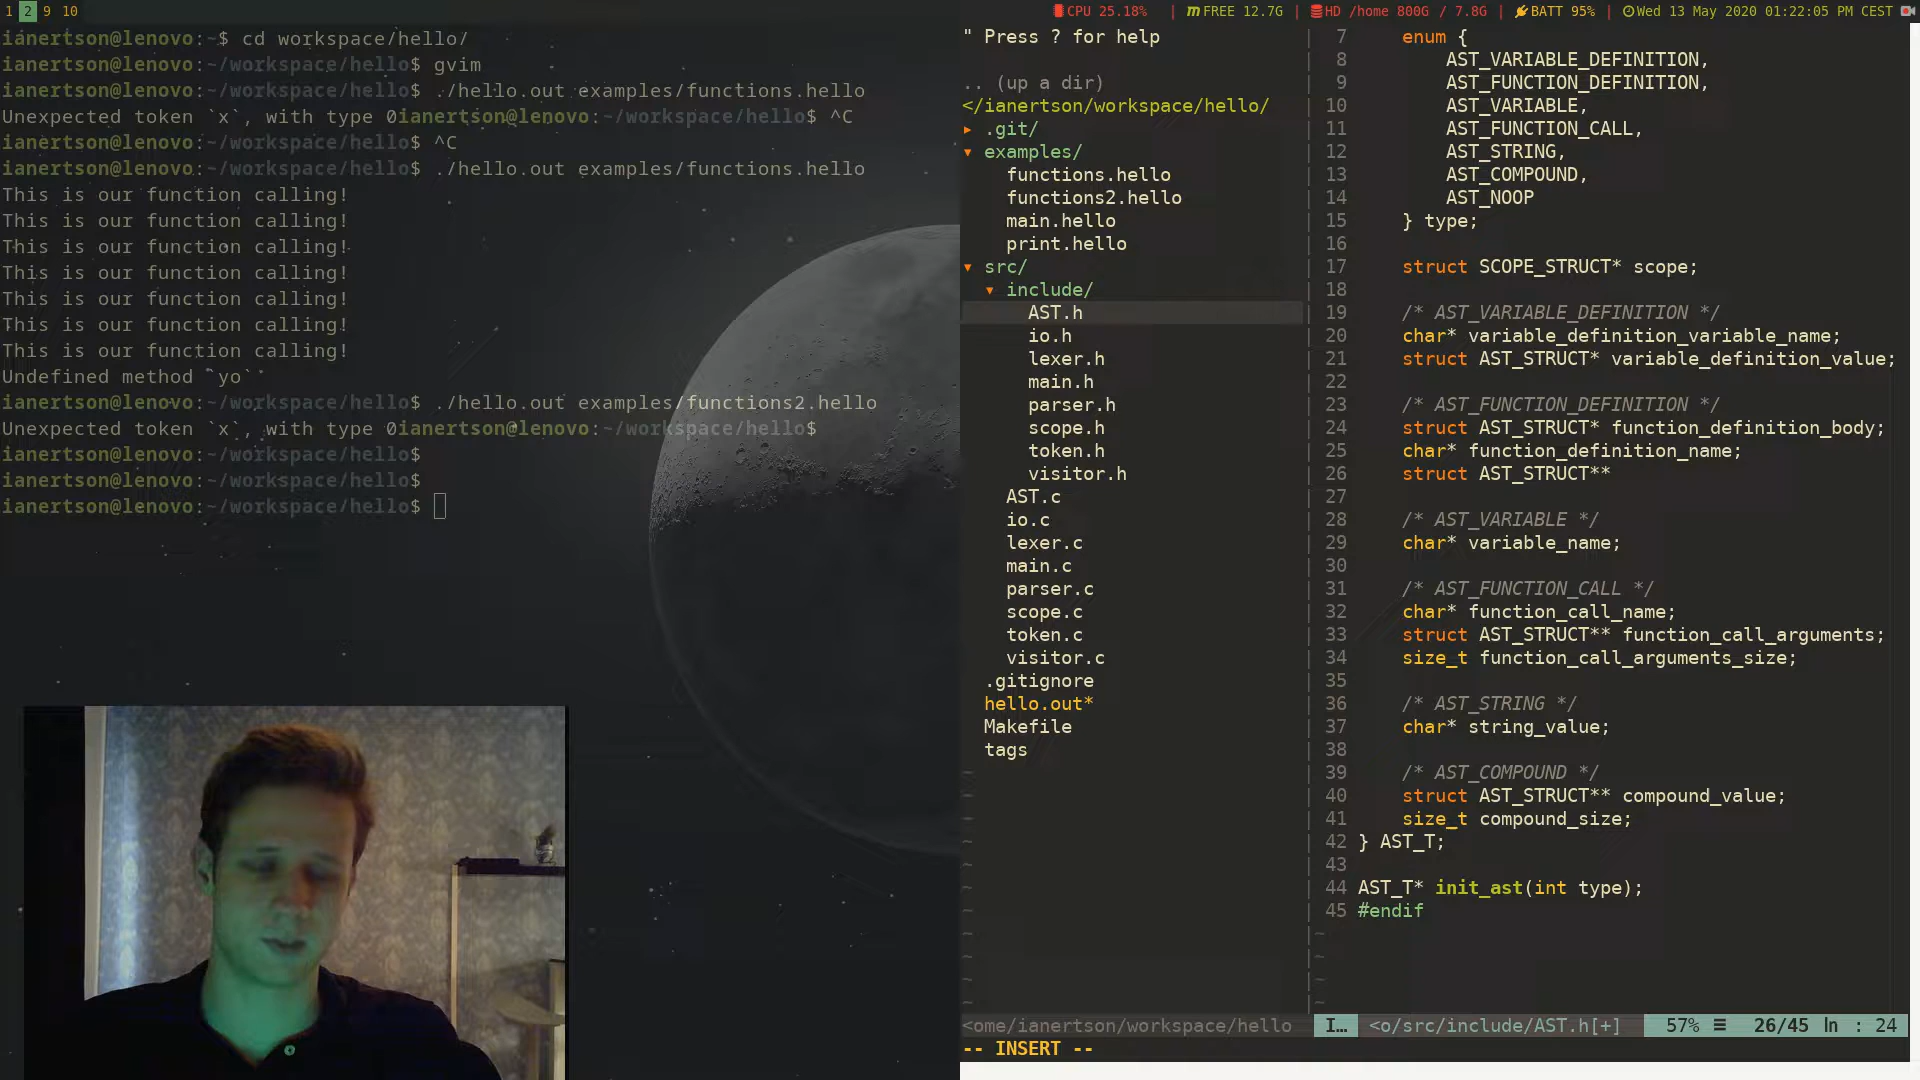 1 2 9 10
CPU 25.18% | FREE 12.7G | HD /home 800G / 7.8G | BATT 95% | Wed 13 May 2020 01:22:05 PM CEST
ianertson@lenovo:~$ cd workspace/hello/
ianertson@lenovo:~/workspace/hello$ gvim
ianertson@lenovo:~/workspace/hello$ ./hello.out examples/functions.hello
Unexpected token `x`, with type 0ianertson@lenovo:~/workspace/hello$ ^C
ianertson@lenovo:~/workspace/hello$ ^C
ianertson@lenovo:~/workspace/hello$ ./hello.out examples/functions.hello
This is our function calling!
This is our function calling!
This is our function calling!
This is our function calling!
This is our function calling!
This is our function calling!
This is our function calling!
Undefined method `yo`
ianertson@lenovo:~/workspace/hello$ ./hello.out examples/functions2.hello
Unexpected token `x`, with type 0ianertson@lenovo:~/workspace/hello$
ianertson@lenovo:~/workspace/hello$
ianertson@lenovo:~/workspace/hello$
ianertson@lenovo:~/workspace/hello$
" Press ? for help
.. (up a dir)
</ianertson/workspace/hello/
▸ .git/
▾ examples/
functions.hello
functions2.hello
main.hello
print.hello
▾ src/
▾ include/
AST.h
io.h
lexer.h
main.h
parser.h
scope.h
token.h
visitor.h
AST.c
io.c
lexer.c
main.c
parser.c
scope.c
token.c
visitor.c
.gitignore
hello.out*
Makefile
tags
7 enum {
8 AST_VARIABLE_DEFINITION,
9 AST_FUNCTION_DEFINITION,
10 AST_VARIABLE,
11 AST_FUNCTION_CALL,
12 AST_STRING,
13 AST_COMPOUND,
14 AST_NOOP
15 } type;
16
17 struct SCOPE_STRUCT* scope;
18
19 /* AST_VARIABLE_DEFINITION */
20 char* variable_definition_variable_name;
21 struct AST_STRUCT* variable_definition_value;
22
23 /* AST_FUNCTION_DEFINITION */
24 struct AST_STRUCT* function_definition_body;
25 char* function_definition_name;
26 struct AST_STRUCT**
27
28 /* AST_VARIABLE */
29 char* variable_name;
30
31 /* AST_FUNCTION_CALL */
32 char* function_call_name;
33 struct AST_STRUCT** function_call_arguments;
34 size_t function_call_arguments_size;
35
36 /* AST_STRING */
37 char* string_value;
38
39 /* AST_COMPOUND */
40 struct AST_STRUCT** compound_value;
41 size_t compound_size;
42 } AST_T;
43
44 AST_T* init_ast(int type);
45 #endif
<ome/ianertson/workspace/hello I… <o/src/include/AST.h[+] 57% ☰ 26/45 ln : 24
-- INSERT --